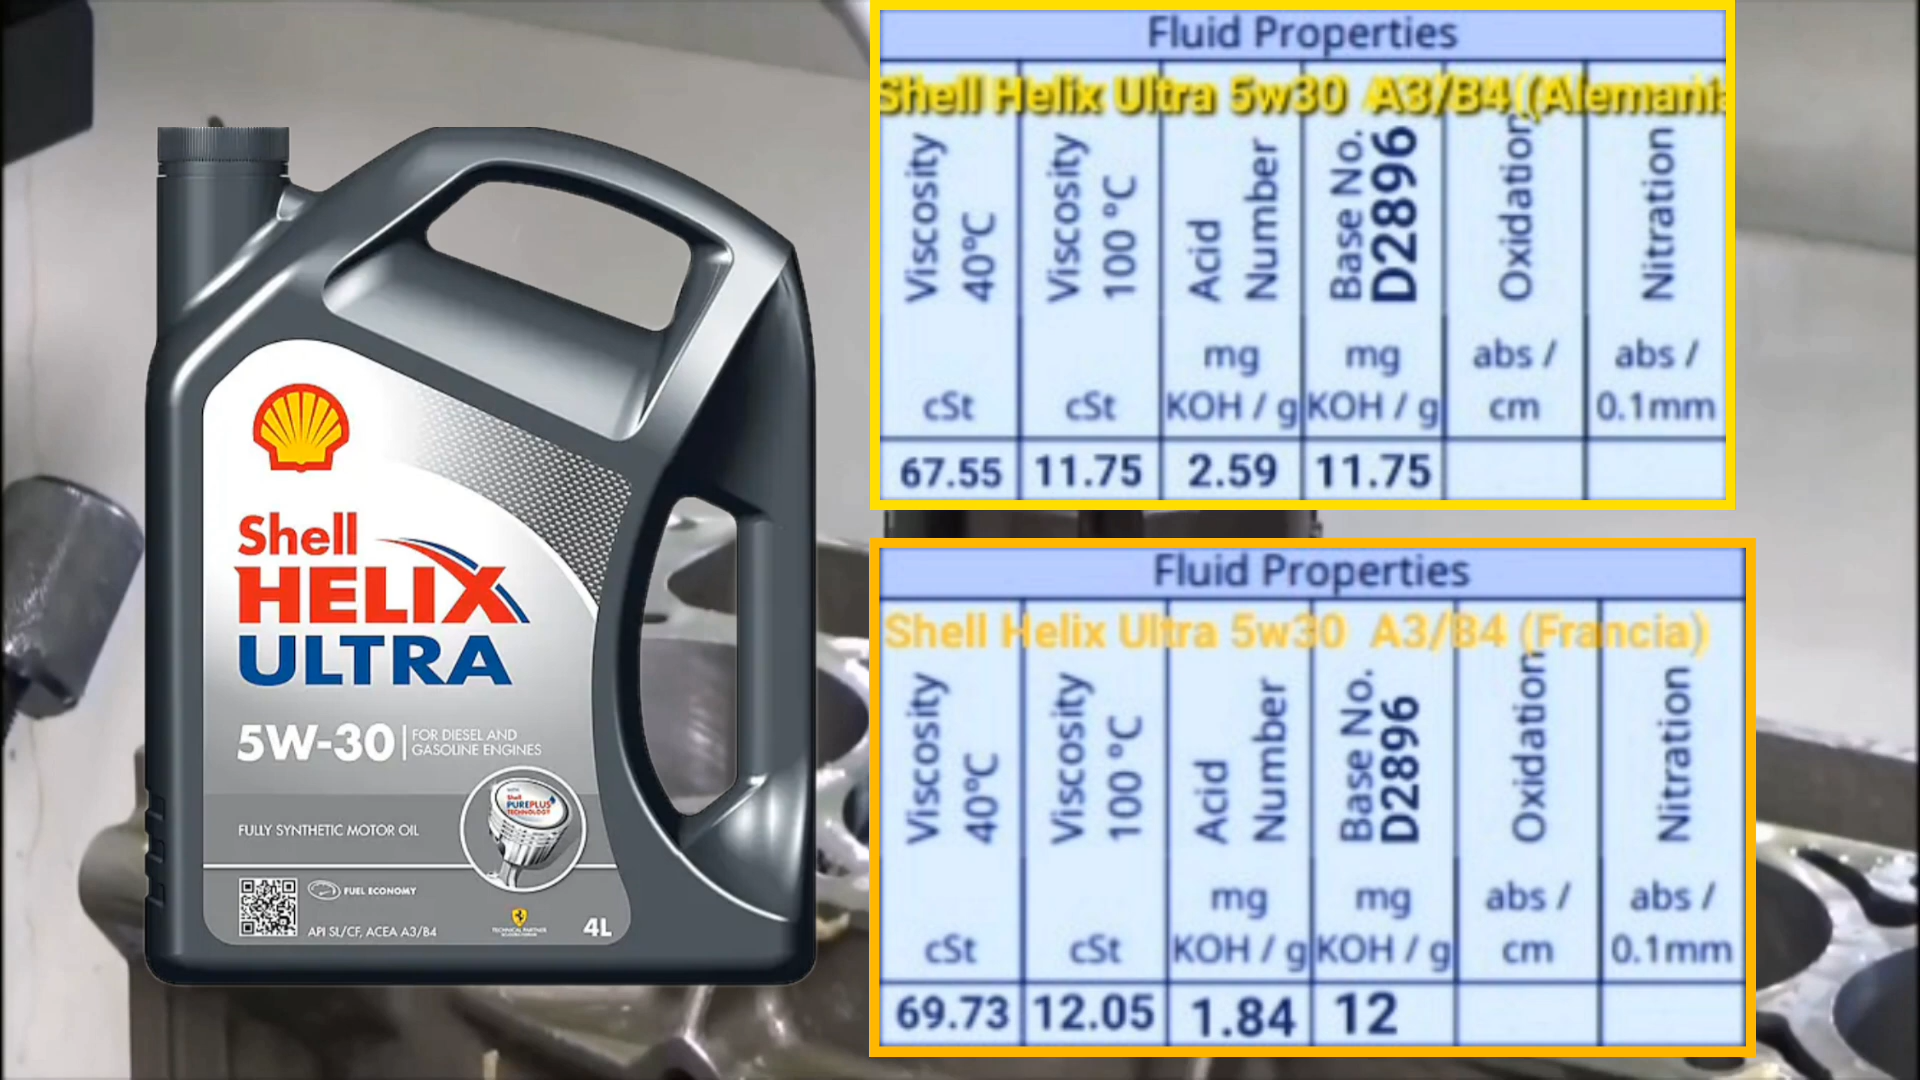 Shell
HELIX
ULTRA
5W-30
FOR DIESEL AND
GASOLINE ENGINES
Shell
PUREPLUS
TECHNOLOGY
FULLY SYNTHETIC MOTOR OIL
FUEL ECONOMY
API SL/CF, ACEA A3/B4
TECHNICAL PARTNER
4L
Fluid Properties
Shell Helix Ultra 5w30 A3/B4 (Alemania
Viscosity 40°C
Viscosity 100 °C
Acid Number
Base No. D2896
Oxidation
Nitration
cSt
cSt
mg KOH / g
mg KOH / g
abs / cm
abs / 0.1mm
67.55 11.75 2.59 11.75
Fluid Properties
Shell Helix Ultra 5w30 A3/B4 (Francia)
Viscosity 40°C
Viscosity 100 °C
Acid Number
Base No. D2896
Oxidation
Nitration
cSt
cSt
mg KOH / g
mg KOH / g
abs / cm
abs / 0.1mm
69.73 12.05 1.84 12